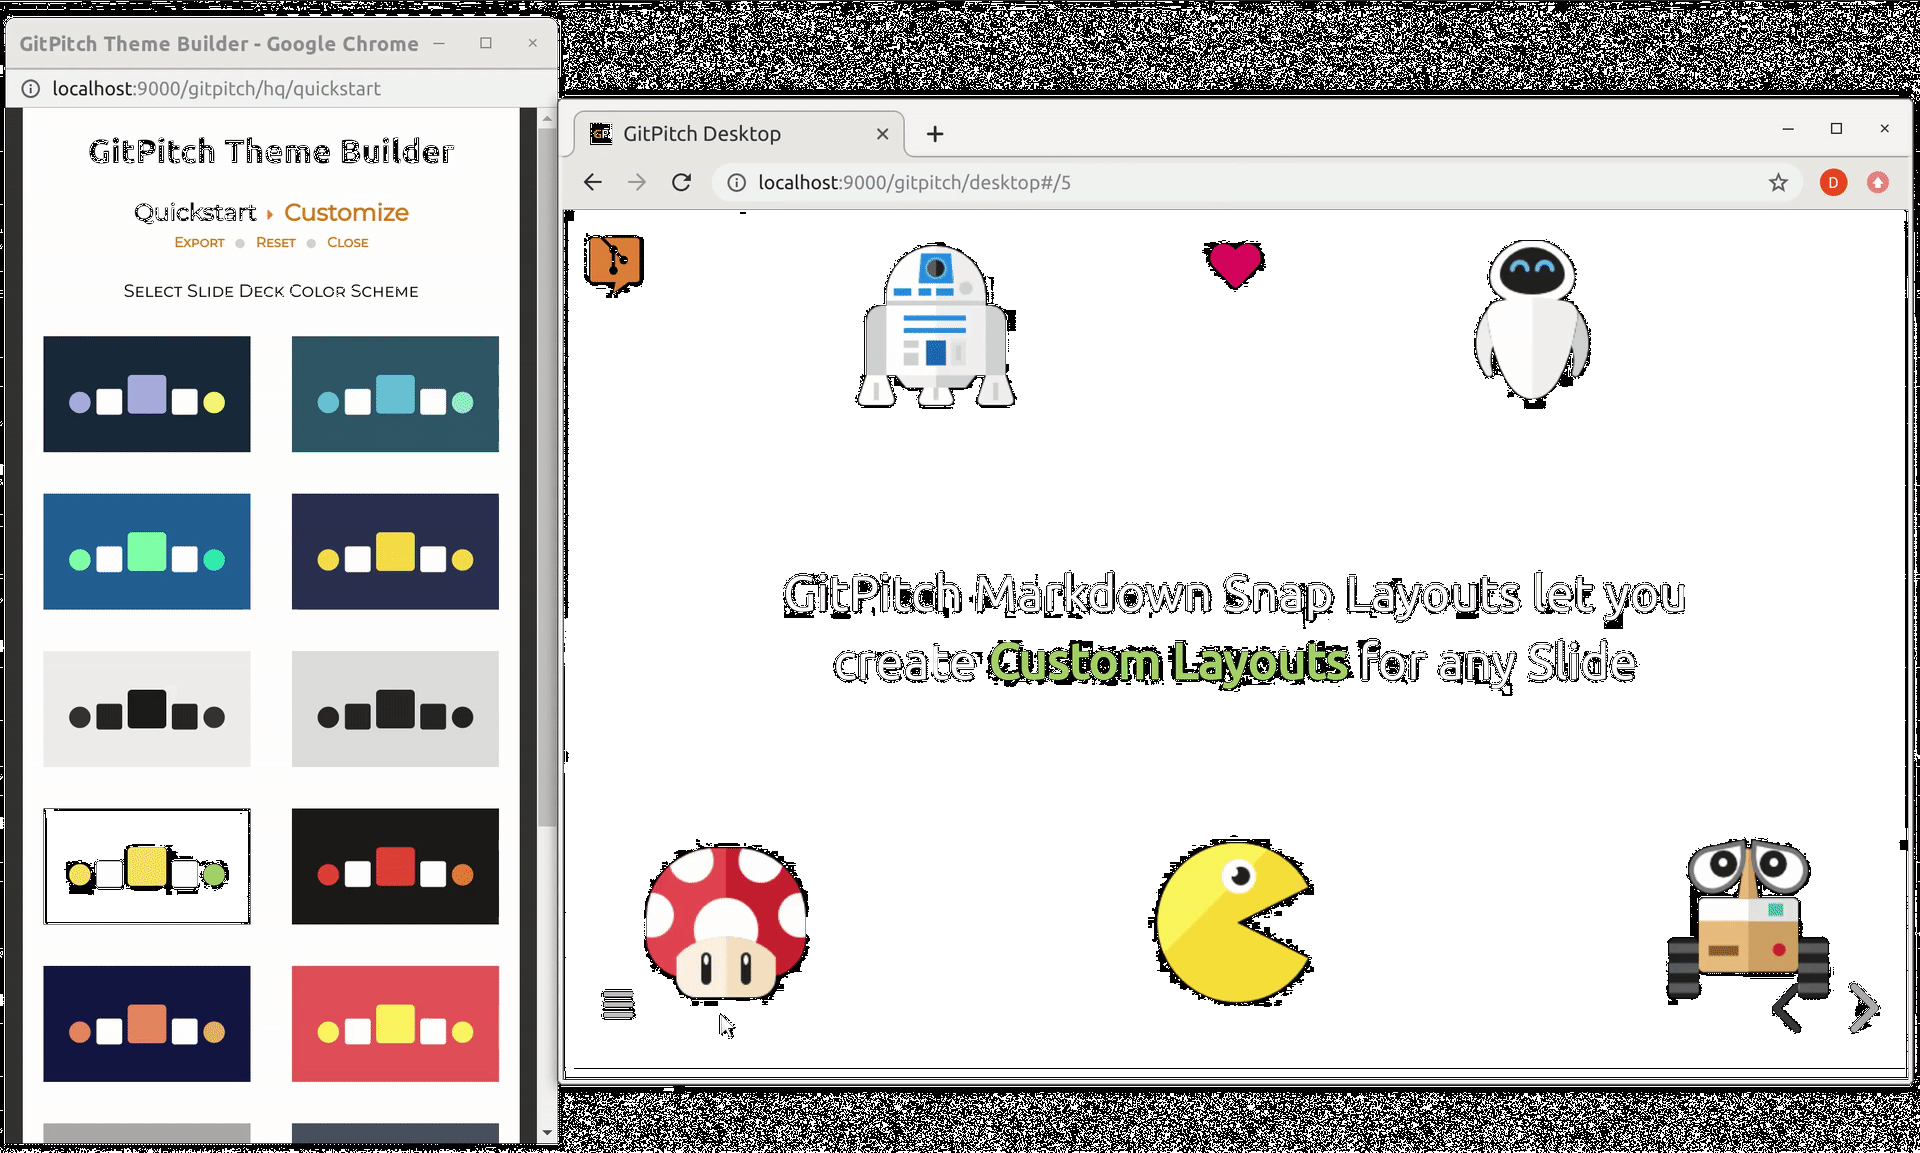 GitPitch Theme Builder - Google Chrome
localhost:9000/gitpitch/hq/quickstart
GitPitch Theme Builder
Quickstart ▸ Customize
EXPORT ● RESET ● CLOSE
SELECT SLIDE DECK COLOR SCHEME
GitPitch Desktop
localhost:9000/gitpitch/desktop#/5
D
GitPitch Markdown Snap Layouts let you
create Custom Layouts for any Slide